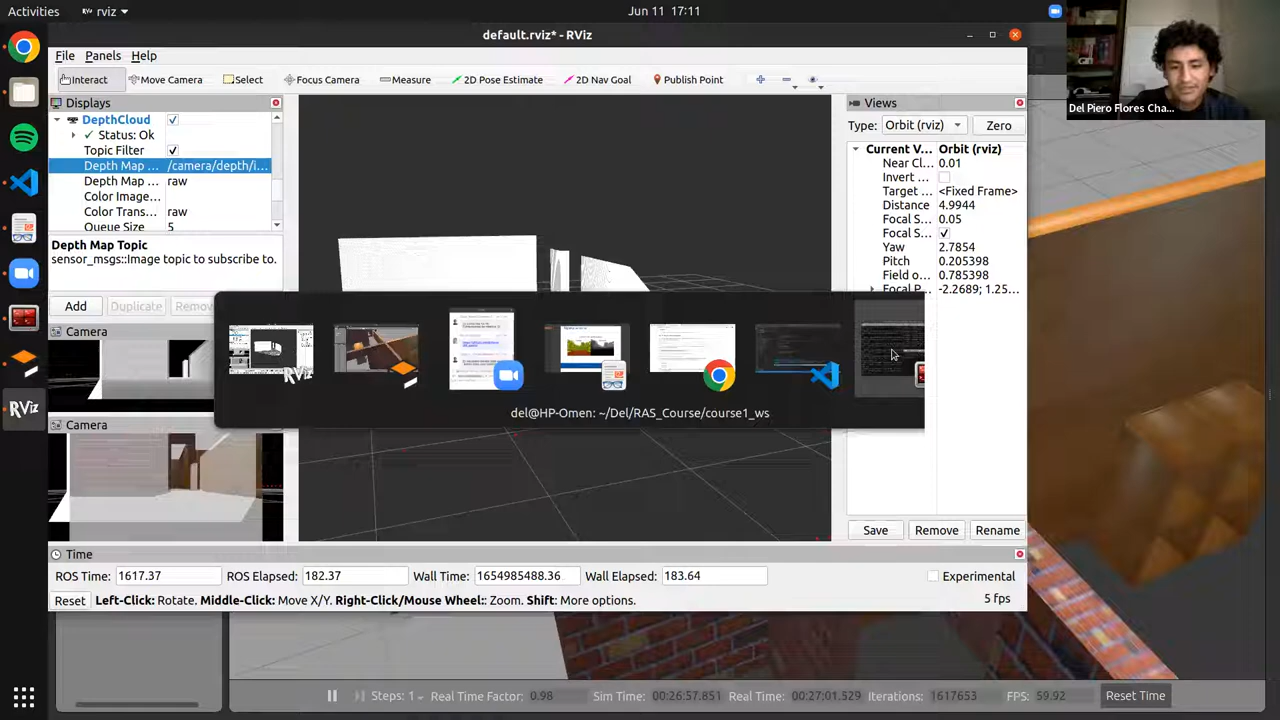 Activities
rviz
Jun 11 17:11
default.rviz* - RViz
File Panels Help
Interact
Move Camera
Select
Focus Camera
Measure
2D Pose Estimate
2D Nav Goal
Publish Point
Displays
DepthCloud
Status: Ok
Topic Filter
Depth Map ... /camera/depth/i...
Depth Map ... raw
Color Image...
Color Trans... raw
Queue Size 5
Depth Map Topic
sensor_msgs::Image topic to subscribe to.
Add Duplicate Remov
Camera
Camera
Views
Type: Orbit (rviz) Zero
Current V... Orbit (rviz)
Near Cl... 0.01
Invert ...
Target ... <Fixed Frame>
Distance 4.9944
Focal S... 0.05
Focal S...
Yaw 2.7854
Pitch 0.205398
Field o... 0.785398
Focal P... -2.2689; 1.25...
Save Remove Rename
RViz
del@HP-Omen: ~/Del/RAS_Course/course1_ws
RViz
Time
ROS Time: 1617.37 ROS Elapsed: 182.37 Wall Time: 1654985488.36 Wall Elapsed: 183.64 Experimental
Reset Left-Click: Rotate. Middle-Click: Move X/Y. Right-Click/Mouse Wheel:: Zoom. Shift: More options. 5 fps
Steps: 1 Real Time Factor: 0.98 Sim Time: 00:26:57.851 Real Time: 00:27:01.529 Iterations: 1617653 FPS: 59.92 Reset Time
Del Piero Flores Cha...